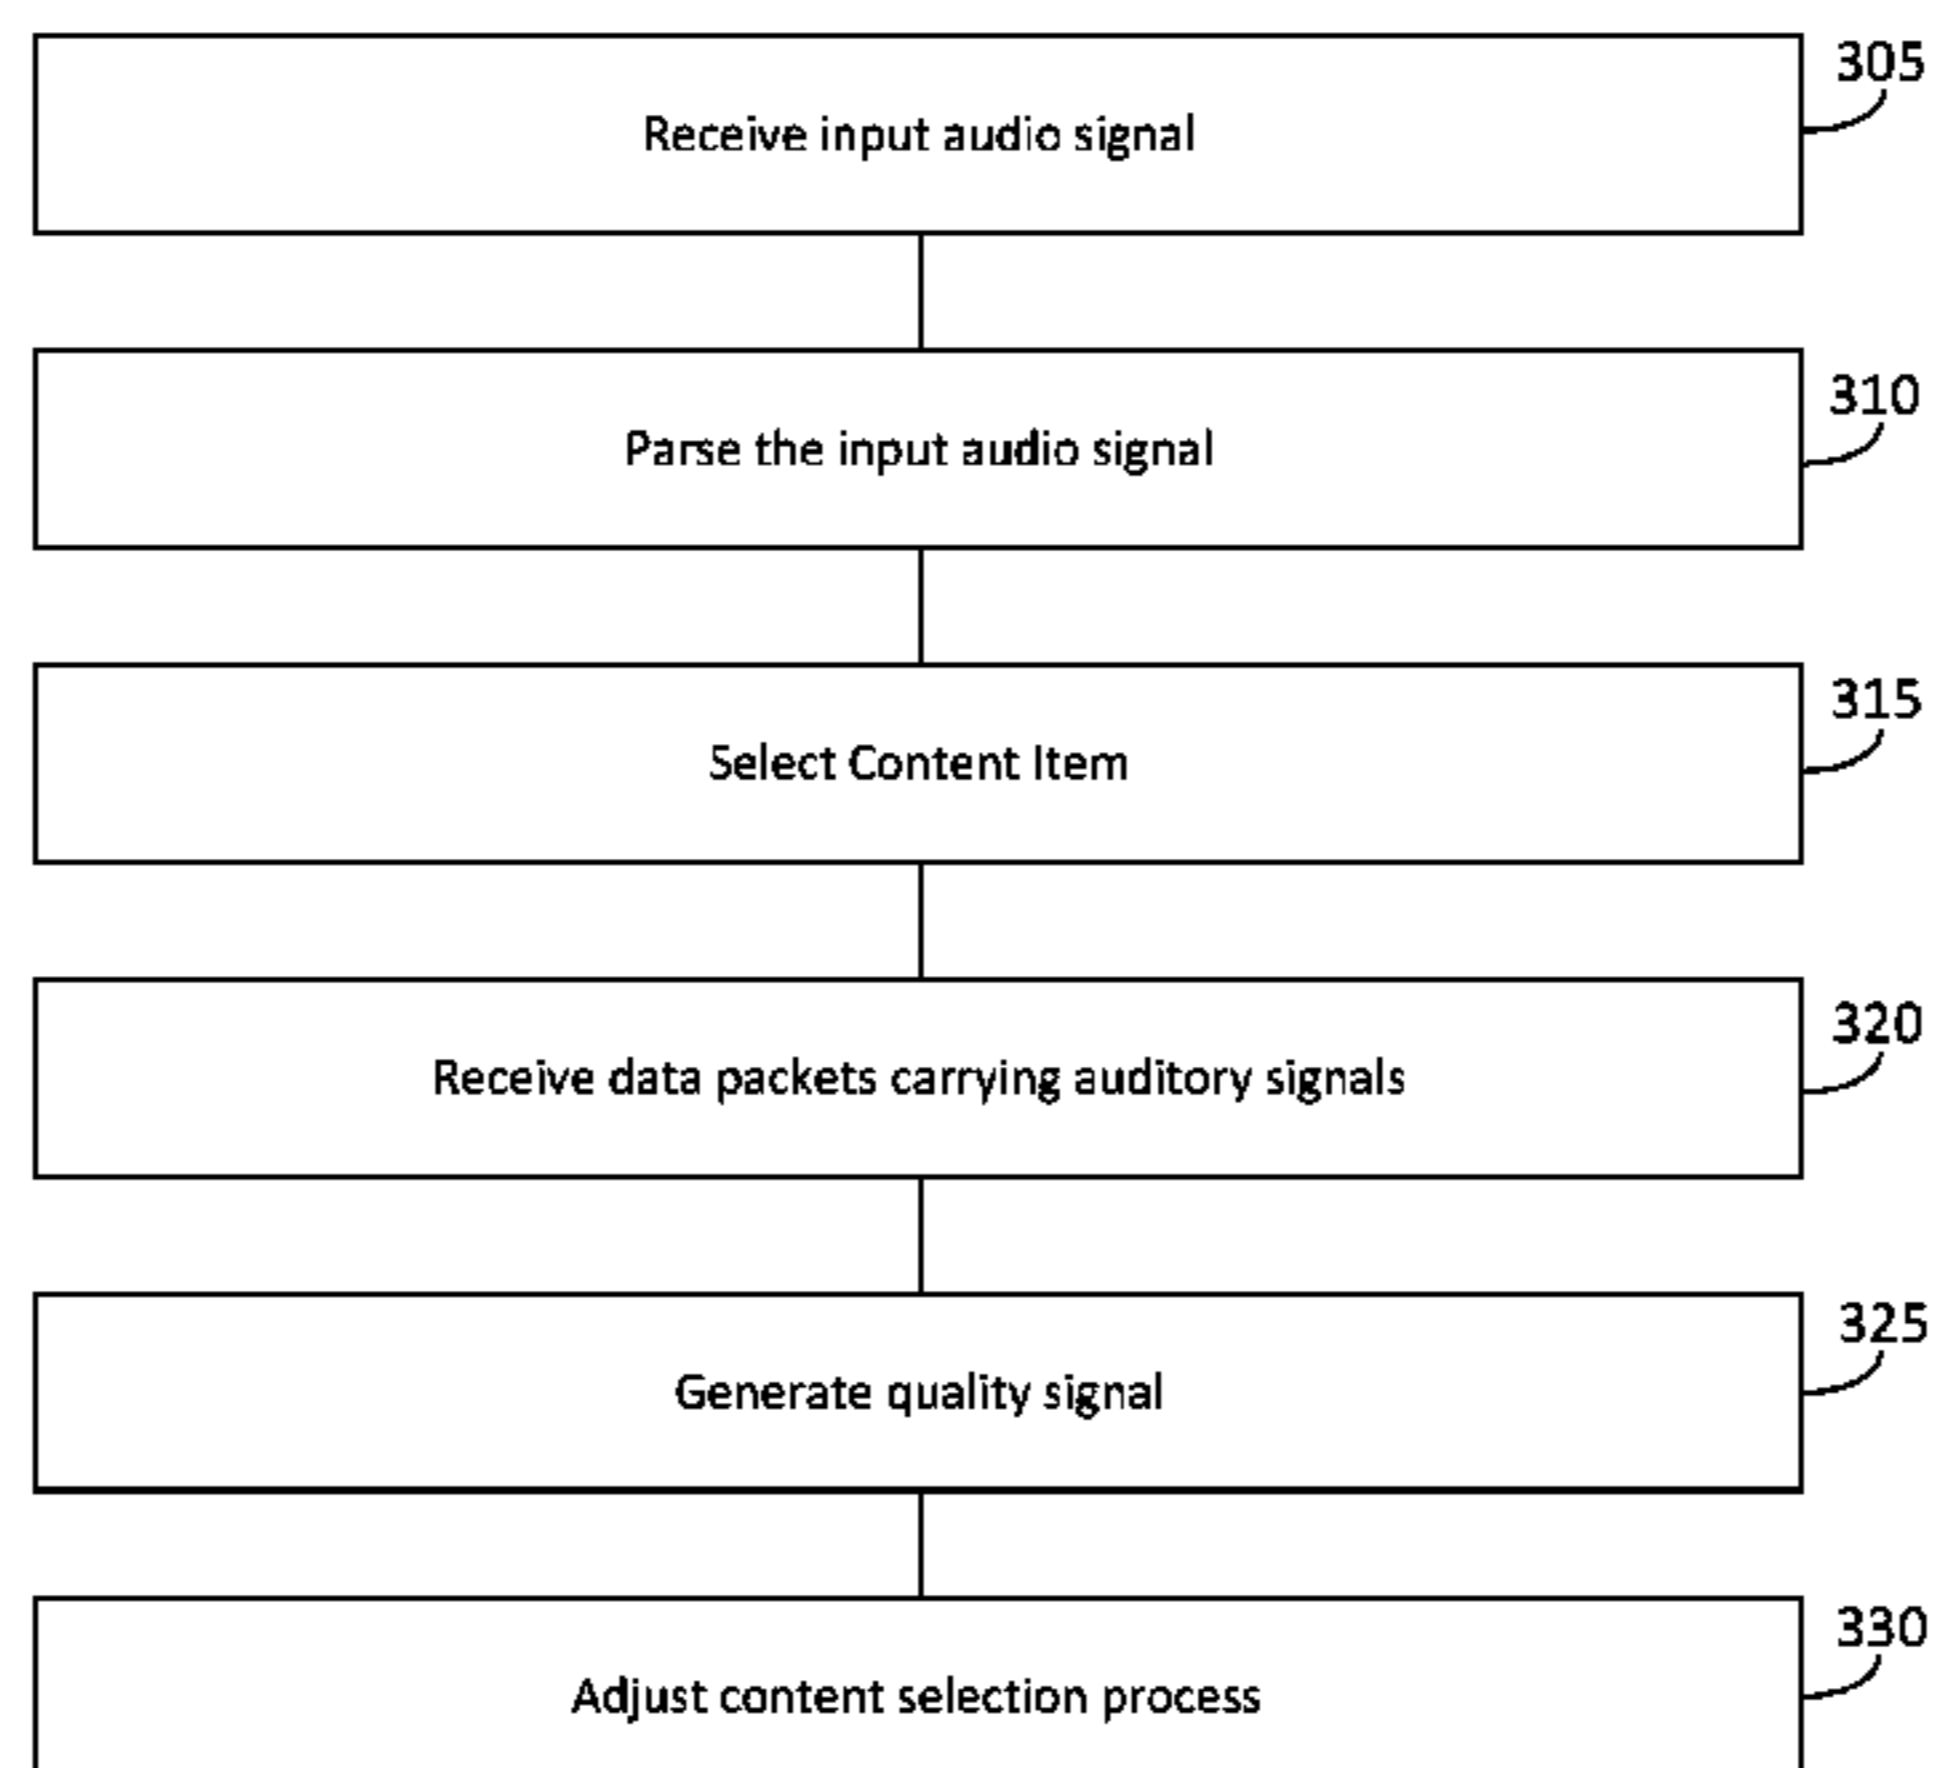 305
Receive input audio signal
310
Parse the input audio signal
315
Select Content Item
320
Receive data packets carrying auditory signals
325
Generate quality signal
330
Adjust content selection process